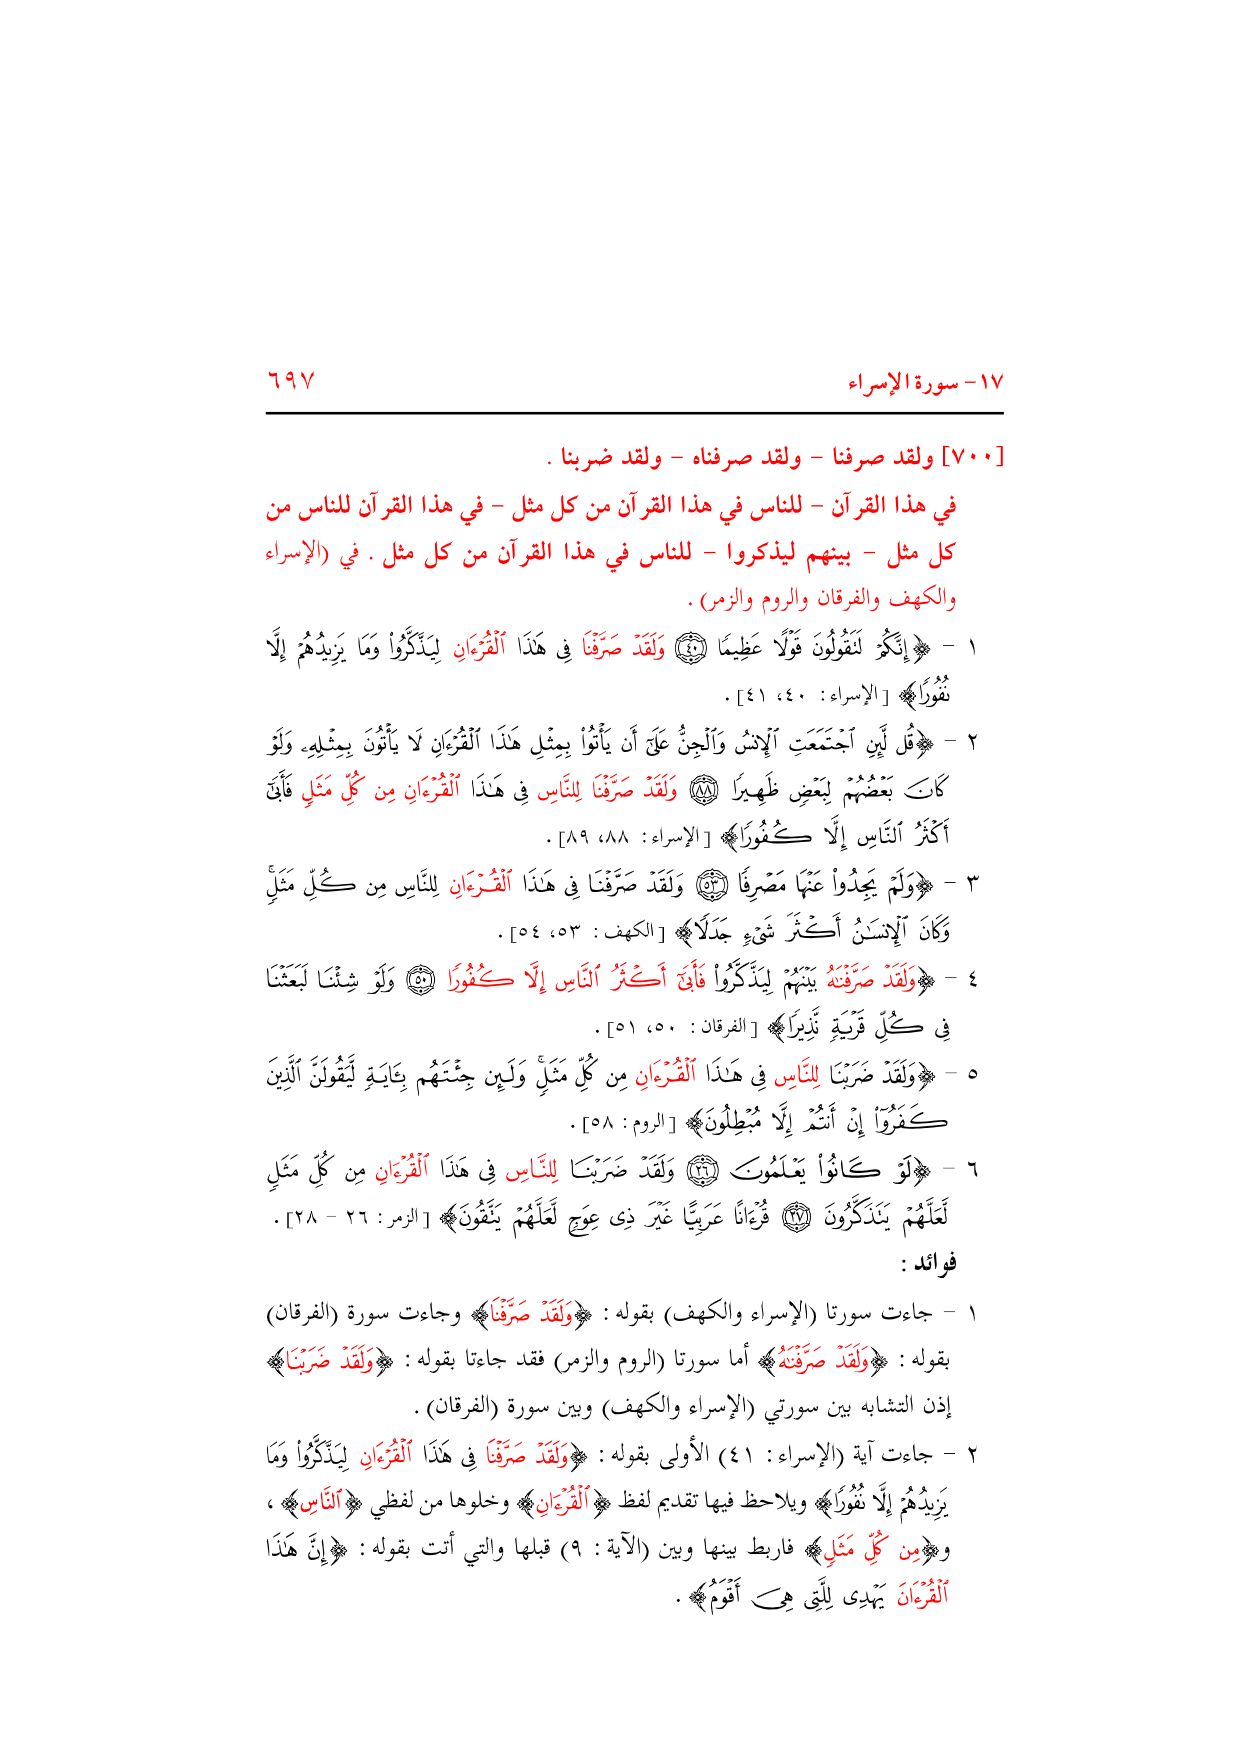 ١٧- سورة الإسراء ٦٩٧
[٧٠٠] ولقد صرفنا – ولقد صرفناه – ولقد ضربنا .
في هذا القرآن – للناس في هذا القرآن من كل مثل – في هذا القرآن للناس من
كل مثل – بينهم ليذكروا – للناس في هذا القرآن من كل مثل . في (الإسراء
والكهف والفرقان والروم والزمر) .
١ – ﴿إِنَّكُمْ لَتَقُولُونَ قَوْلًا عَظِيمًا ٤٠ وَلَقَدْ صَرَّفْنَا فِى هَٰذَا ٱلْقُرْءَانِ لِيَذَّكَّرُوا۟ وَمَا يَزِيدُهُمْ إِلَّا
نُفُورًا﴾ [الإسراء: ٤٠، ٤١] .
٢ – ﴿قُل لَّئِنِ ٱجْتَمَعَتِ ٱلْإِنسُ وَٱلْجِنُّ عَلَىٰٓ أَن يَأْتُوا۟ بِمِثْلِ هَٰذَا ٱلْقُرْءَانِ لَا يَأْتُونَ بِمِثْلِهِۦ وَلَوْ
كَانَ بَعْضُهُمْ لِبَعْضٍ ظَهِيرًا ٨٨ وَلَقَدْ صَرَّفْنَا لِلنَّاسِ فِى هَٰذَا ٱلْقُرْءَانِ مِن كُلِّ مَثَلٍ فَأَبَىٰٓ
أَكْثَرُ ٱلنَّاسِ إِلَّا كُفُورًا﴾ [الإسراء: ٨٨، ٨٩] .
٣ – ﴿وَلَمْ يَجِدُوا۟ عَنْهَا مَصْرِفًا ٥٣ وَلَقَدْ صَرَّفْنَا فِى هَٰذَا ٱلْقُرْءَانِ لِلنَّاسِ مِن كُلِّ مَثَلٍ ۚ
وَكَانَ ٱلْإِنسَٰنُ أَكْثَرَ شَىْءٍ جَدَلًا﴾ [الكهف: ٥٣، ٥٤] .
٤ – ﴿وَلَقَدْ صَرَّفْنَٰهُ بَيْنَهُمْ لِيَذَّكَّرُوا۟ فَأَبَىٰٓ أَكْثَرُ ٱلنَّاسِ إِلَّا كُفُورًا ٥٠ وَلَوْ شِئْنَا لَبَعَثْنَا
فِى كُلِّ قَرْيَةٍ نَّذِيرًا﴾ [الفرقان: ٥٠، ٥١] .
٥ – ﴿وَلَقَدْ ضَرَبْنَا لِلنَّاسِ فِى هَٰذَا ٱلْقُرْءَانِ مِن كُلِّ مَثَلٍ ۚ وَلَئِن جِئْتَهُم بِـَٔايَةٍ لَّيَقُولَنَّ ٱلَّذِينَ
كَفَرُوٓا۟ إِنْ أَنتُمْ إِلَّا مُبْطِلُونَ﴾ [الروم: ٥٨] .
٦ – ﴿لَوْ كَانُوا۟ يَعْلَمُونَ ٢٦ وَلَقَدْ ضَرَبْنَا لِلنَّاسِ فِى هَٰذَا ٱلْقُرْءَانِ مِن كُلِّ مَثَلٍ
لَّعَلَّهُمْ يَتَذَكَّرُونَ ٢٧ قُرْءَانًا عَرَبِيًّا غَيْرَ ذِى عِوَجٍ لَّعَلَّهُمْ يَتَّقُونَ﴾ [الزمر: ٢٦ – ٢٨] .
فوائد :
١ – جاءت سورتا (الإسراء والكهف) بقوله: ﴿وَلَقَدْ صَرَّفْنَا﴾ وجاءت سورة (الفرقان)
بقوله: ﴿وَلَقَدْ صَرَّفْنَٰهُ﴾ أما سورتا (الروم والزمر) فقد جاءتا بقوله: ﴿وَلَقَدْ ضَرَبْنَا﴾
إذن التشابه بين سورتي (الإسراء والكهف) وبين سورة (الفرقان) .
٢ – جاءت آية (الإسراء: ٤١) الأولى بقوله: ﴿وَلَقَدْ صَرَّفْنَا فِى هَٰذَا ٱلْقُرْءَانِ لِيَذَّكَّرُوا۟ وَمَا
يَزِيدُهُمْ إِلَّا نُفُورًا﴾ ويلاحظ فيها تقديم لفظ ﴿ٱلْقُرْءَانِ﴾ وخلوها من لفظي ﴿ٱلنَّاسِ﴾ ،
و﴿مِن كُلِّ مَثَلٍ﴾ فاربط بينها وبين (الآية: ٩) قبلها والتي أتت بقوله: ﴿إِنَّ هَٰذَا
ٱلْقُرْءَانَ يَهْدِى لِلَّتِى هِىَ أَقْوَمُ﴾ .